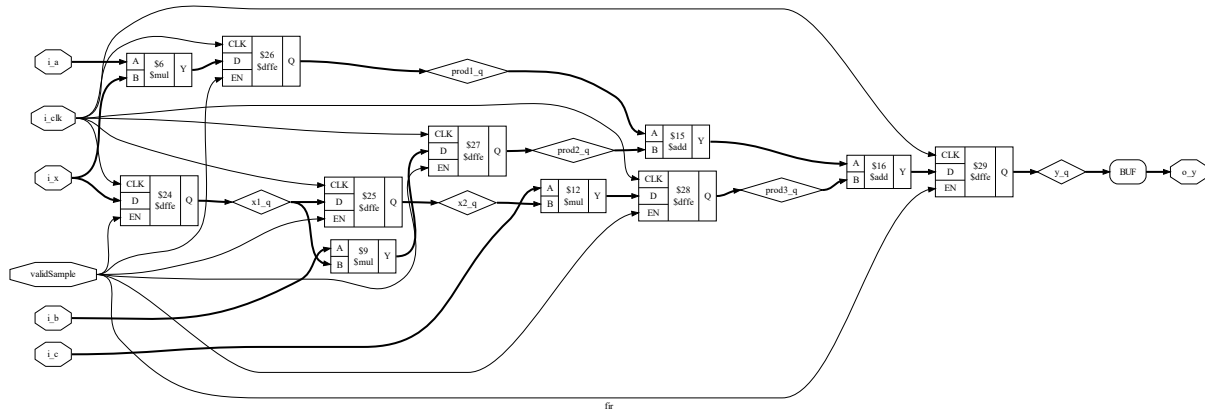 i_a
i_clk
i_x
validSample
i_b
i_c
A
B
$6
$mul
Y
CLK
D
EN
$26
$dffe
Q
CLK
D
EN
$24
$dffe
Q
x1_q
CLK
D
EN
$25
$dffe
Q
A
B
$9
$mul
Y
prod1_q
CLK
D
EN
$27
$dffe
Q
x2_q
prod2_q
A
B
$12
$mul
Y
A
B
$15
$add
Y
CLK
D
EN
$28
$dffe
Q
prod3_q
A
B
$16
$add
Y
CLK
D
EN
$29
$dffe
Q
y_q
BUF
o_y
fir